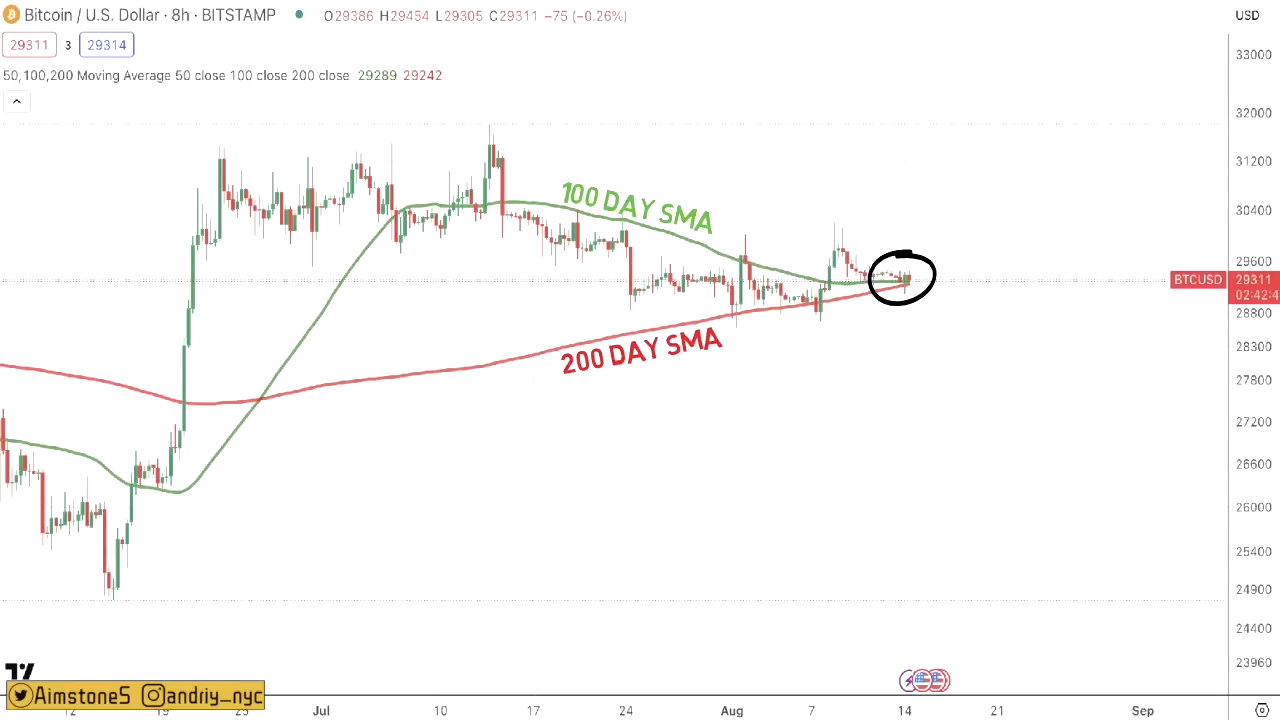 Bitcoin / U.S. Dollar · 8h · BITSTAMP O29386 H29454 L29305 C29311 −75 (−0.26%)
USD
29311 3 29314
50,100,200 Moving Average 50 close 100 close 200 close 29289 29242
33000
32000
31200
100 DAY SMA
30400
29600
BTCUSD 29311
02:42:4
28800
200 DAY SMA
28300
27800
27200
26600
26000
25400
24900
24400
23960
AimstoneS andriy_nyc
12 19 25 Jul 10 17 24 Aug 7 14 21 Sep